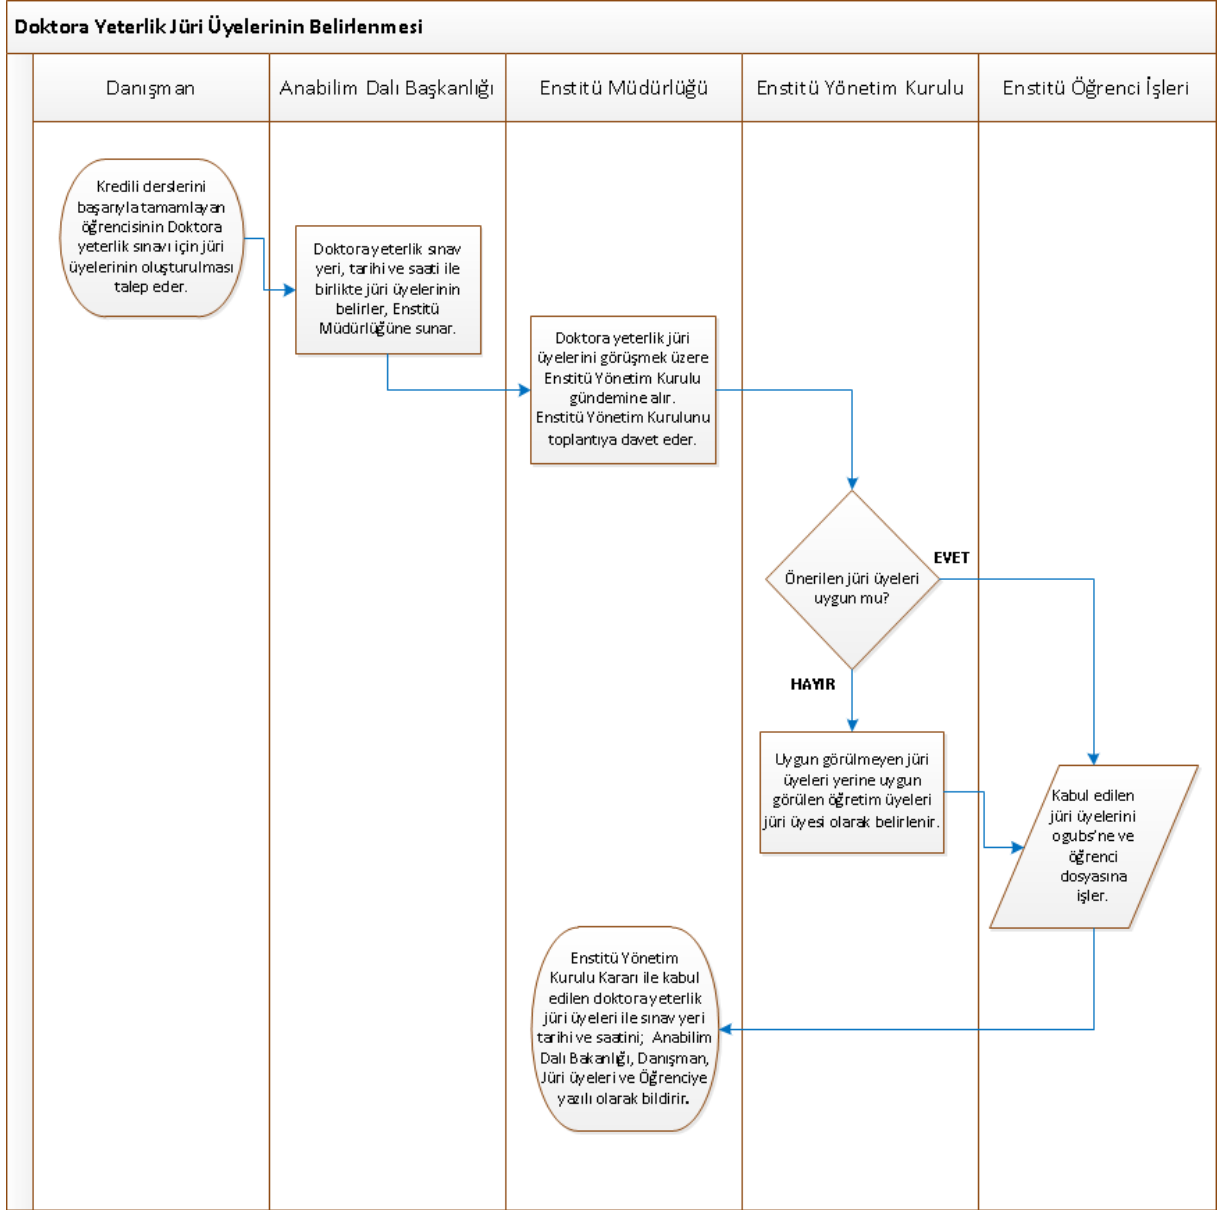 Doktora Yeterlik Jüri Üyelerinin Belirlenmesi
Danışman
Anabilim Dalı Başkanlığı
Enstitü Müdürlüğü
Enstitü Yönetim Kurulu
Enstitü Öğrenci İşleri
Kredili derslerini
başarıyla tamamlayan
öğrencisinin Doktora
yeterlik sınavı için jüri
üyelerinin oluşturulması
talep eder.
Doktora yeterlik sınav
yeri, tarihi ve saati ile
birlikte jüri üyelerinin
belirler, Enstitü
Müdürlüğüne sunar.
Doktora yeterlik jüri
üyelerini görüşmek üzere
Enstitü Yönetim Kurulu
gündemine alır.
Enstitü Yönetim Kurulunu
toplantıya davet eder.
EVET
Önerilen jüri üyeleri
uygun mu?
HAYIR
Uygun görülmeyen jüri
üyeleri yerine uygun
görülen öğretim üyeleri
jüri üyesi olarak belirlenir.
Kabul edilen
jüri üyelerini
ogubs'ne ve
öğrenci
dosyasına
işler.
Enstitü Yönetim
Kurulu Kararı ile kabul
edilen doktora yeterlik
jüri üyeleri ile sınav yeri
tarihi ve saatini; Anabilim
Dalı Bakanlığı, Danışman,
Jüri üyeleri ve Öğrenciye
yazılı olarak bildirir.